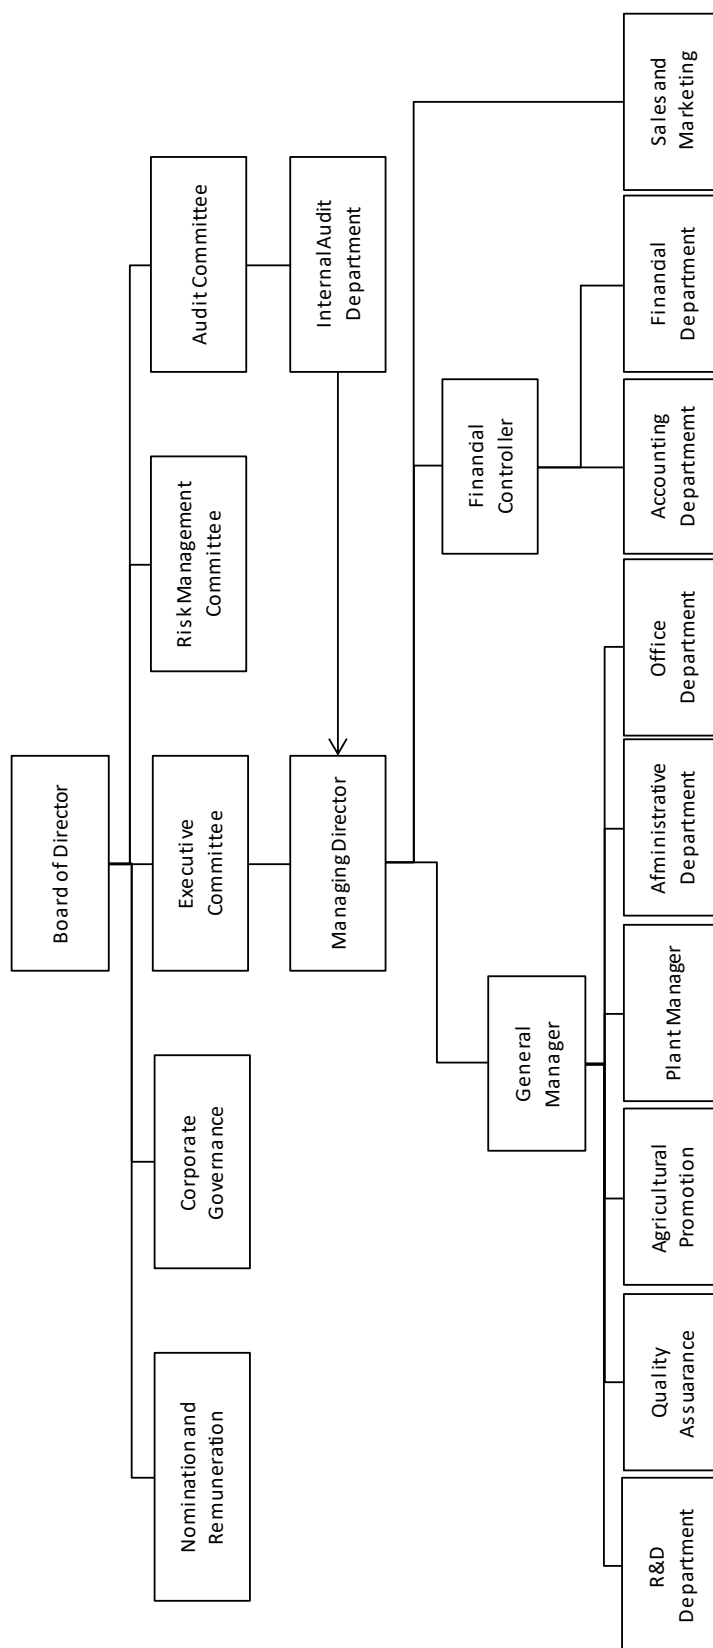 Board of Director
Nomination and
Remuneration
Corporate
Governance
Executive
Committee
Risk Management
Committee
Audit Committee
Managing Director
Internal Audit
Department
General
Manager
Financial
Controller
R&D
Department
Quality
Assuarance
Agricultural
Promotion
Plant Manager
Afministrative
Department
Office
Department
Accounting
Departmemt
Financial
Department
Sales and
Marketing